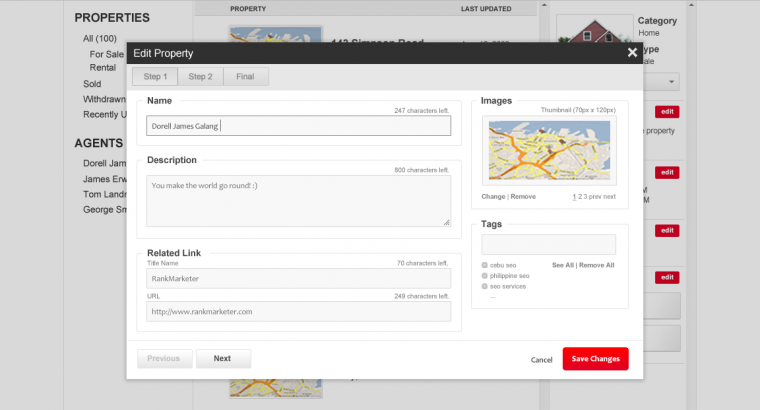 PROPERTIES
All (100)
For Sale
Rental
Sold
Withdrawn
Recently U
AGENTS
Dorell Jam
James Erw
Tom Landr
George Sm
PROPERTY
LAST UPDATED
Category
Home
edit
property
edit
edit
edit
Edit Property
Step 1
Step 2
Final
Name
247 characters left.
Dorell James Galang
Description
800 characters left.
You make the world go round! :)
Related Link
Title Name
70 characters left.
RankMarketer
URL
249 characters left.
http://www.rankmarketer.com
Images
Thumbnail (70px x 120px)
Change | Remove
1 2 3 prev next
Tags
cebu seo
See All | Remove All
philippine seo
seo services
...
Previous
Next
Cancel
Save Changes